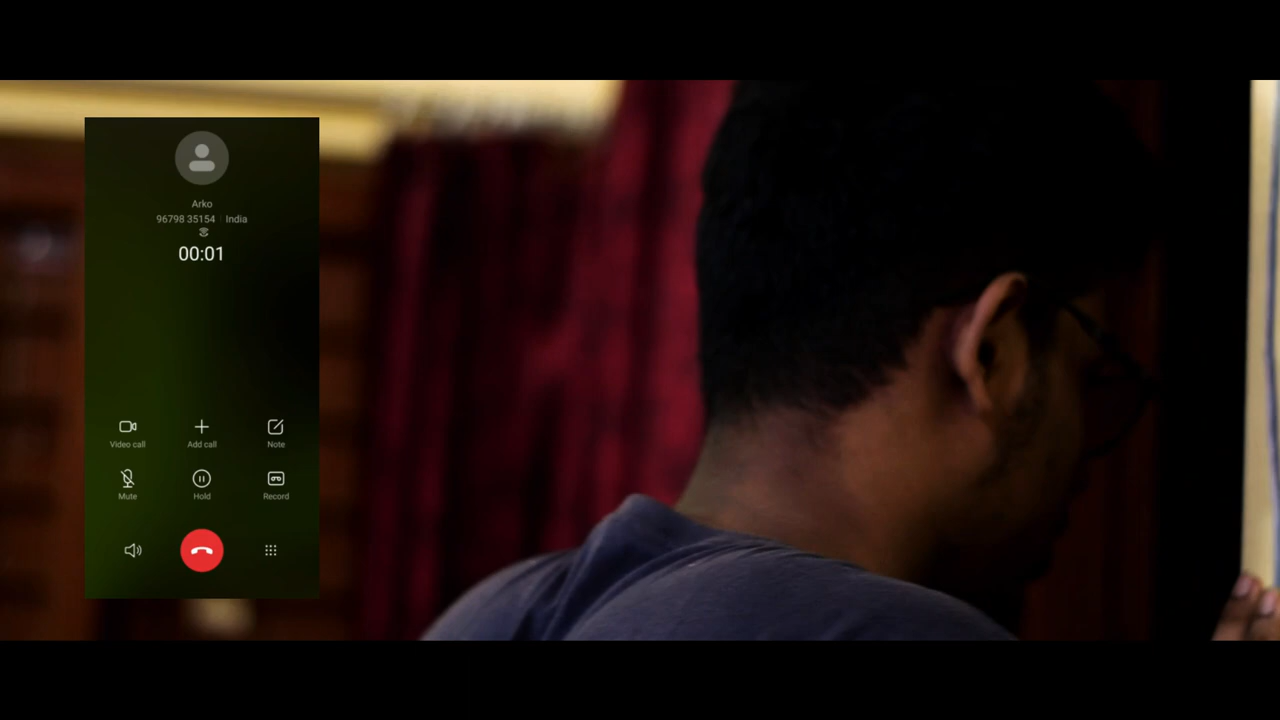 Arko
96798 35154 India
00:01
Video call Add call Note
Mute Hold Record